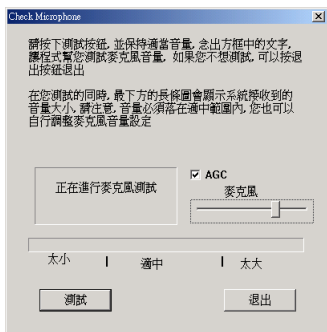 Check Microphone
請按下測試按鈕, 並保持適當音量, 念出方框中的文字,
讓程式幫您測試麥克風音量, 如果您不想測試, 可以按退
出按鈕退出
在您測試的同時, 最下方的長條圖會顯示系統接收到的
音量大小, 請注意, 音量必須落在適中範圍內, 您也可以
自行調整麥克風音量設定
正在進行麥克風測試
AGC
麥克風
太小 適中 太大
測試 退出